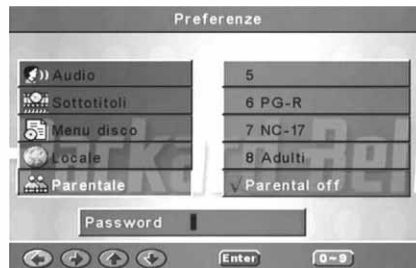 Preferenze
Audio
Sottotitoli
Menu disco
Locale
Parentale
5
6 PG-R
7 NC-17
8 Adulti
√ Parental off
Password
Enter
0~9